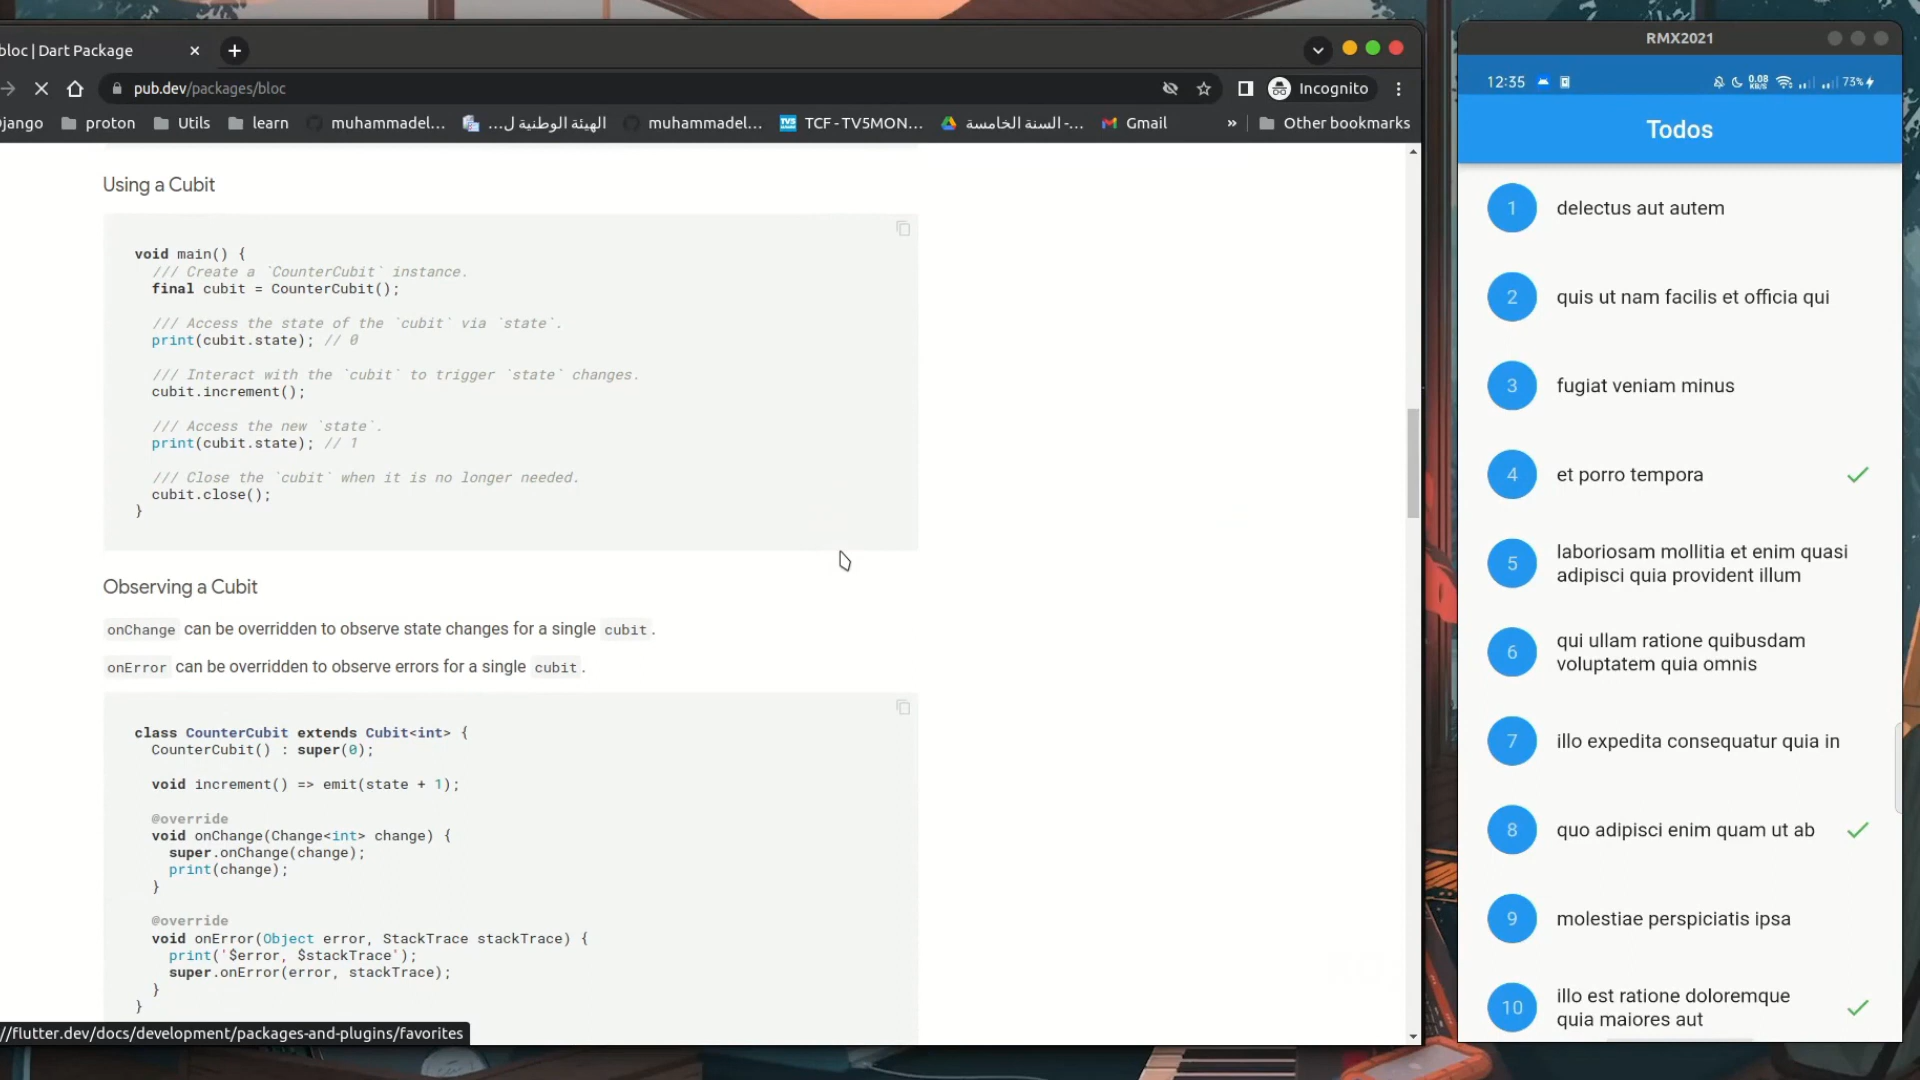 bloc | Dart Package
pub.dev/packages/bloc
Incognito
jango
proton
Utils
learn
muhammadel...
الهيئة الوطنية ل...
muhammadel...
TCF - TV5MON...
السنة الخامسة -...
Gmail
»
Other bookmarks
Using a Cubit
void main() {
/// Create a `CounterCubit` instance.
final cubit = CounterCubit();
/// Access the state of the `cubit` via `state`.
print(cubit.state); // 0
/// Interact with the `cubit` to trigger `state` changes.
cubit.increment();
/// Access the new `state`.
print(cubit.state); // 1
/// Close the `cubit` when it is no longer needed.
cubit.close();
}
Observing a Cubit
onChange can be overridden to observe state changes for a single cubit.
onError can be overridden to observe errors for a single cubit.
class CounterCubit extends Cubit<int> {
CounterCubit() : super(0);
void increment() => emit(state + 1);
@override
void onChange(Change<int> change) {
super.onChange(change);
print(change);
}
@override
void onError(Object error, StackTrace stackTrace) {
print('$error, $stackTrace');
super.onError(error, stackTrace);
}
}
//flutter.dev/docs/development/packages-and-plugins/favorites
RMX2021
12:35
0.08
KB/S
73%
Todos
1
delectus aut autem
2
quis ut nam facilis et officia qui
3
fugiat veniam minus
4
et porro tempora
5
laboriosam mollitia et enim quasi
adipisci quia provident illum
6
qui ullam ratione quibusdam
voluptatem quia omnis
7
illo expedita consequatur quia in
8
quo adipisci enim quam ut ab
9
molestiae perspiciatis ipsa
10
illo est ratione doloremque
quia maiores aut